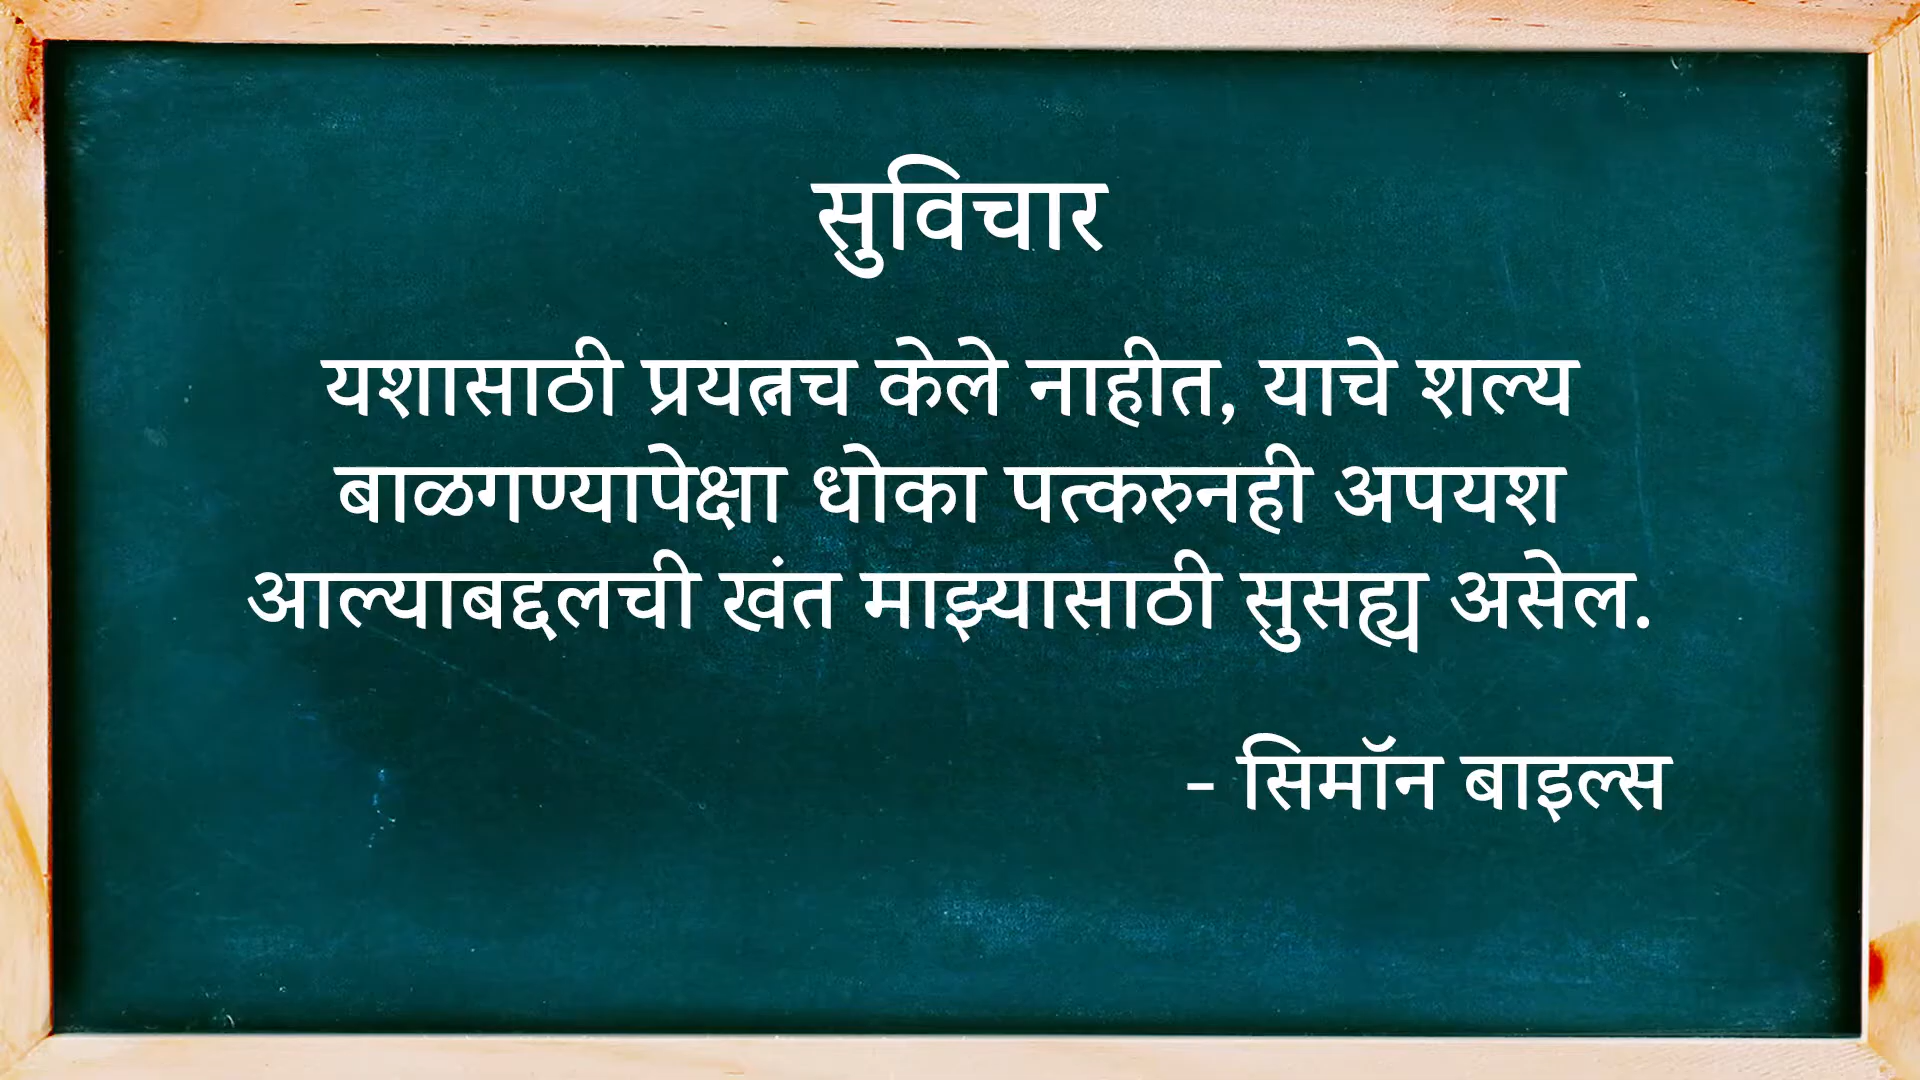 सुविचार
यशासाठी प्रयत्नच केले नाहीत, याचे शल्य
बाळगण्यापेक्षा धोका पत्करुनही अपयश
आल्याबद्दलची खंत माझ्यासाठी सुसह्य असेल.
- सिमॉन बाइल्स